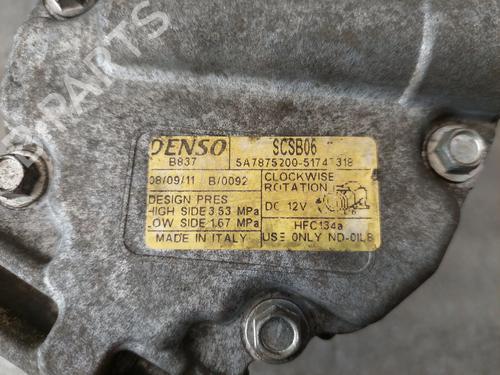 DENSO
SCSB06
B837
5A7875200-5174 318
08/09/11 B/0092
CLOCKWISE
ROTATION
DESIGN PRES
DC 12V
HIGH SIDE 3.53 MPa
LOW SIDE 1.67 MPa
HFC134a
MADE IN ITALY
USE ONLY ND-OIL8